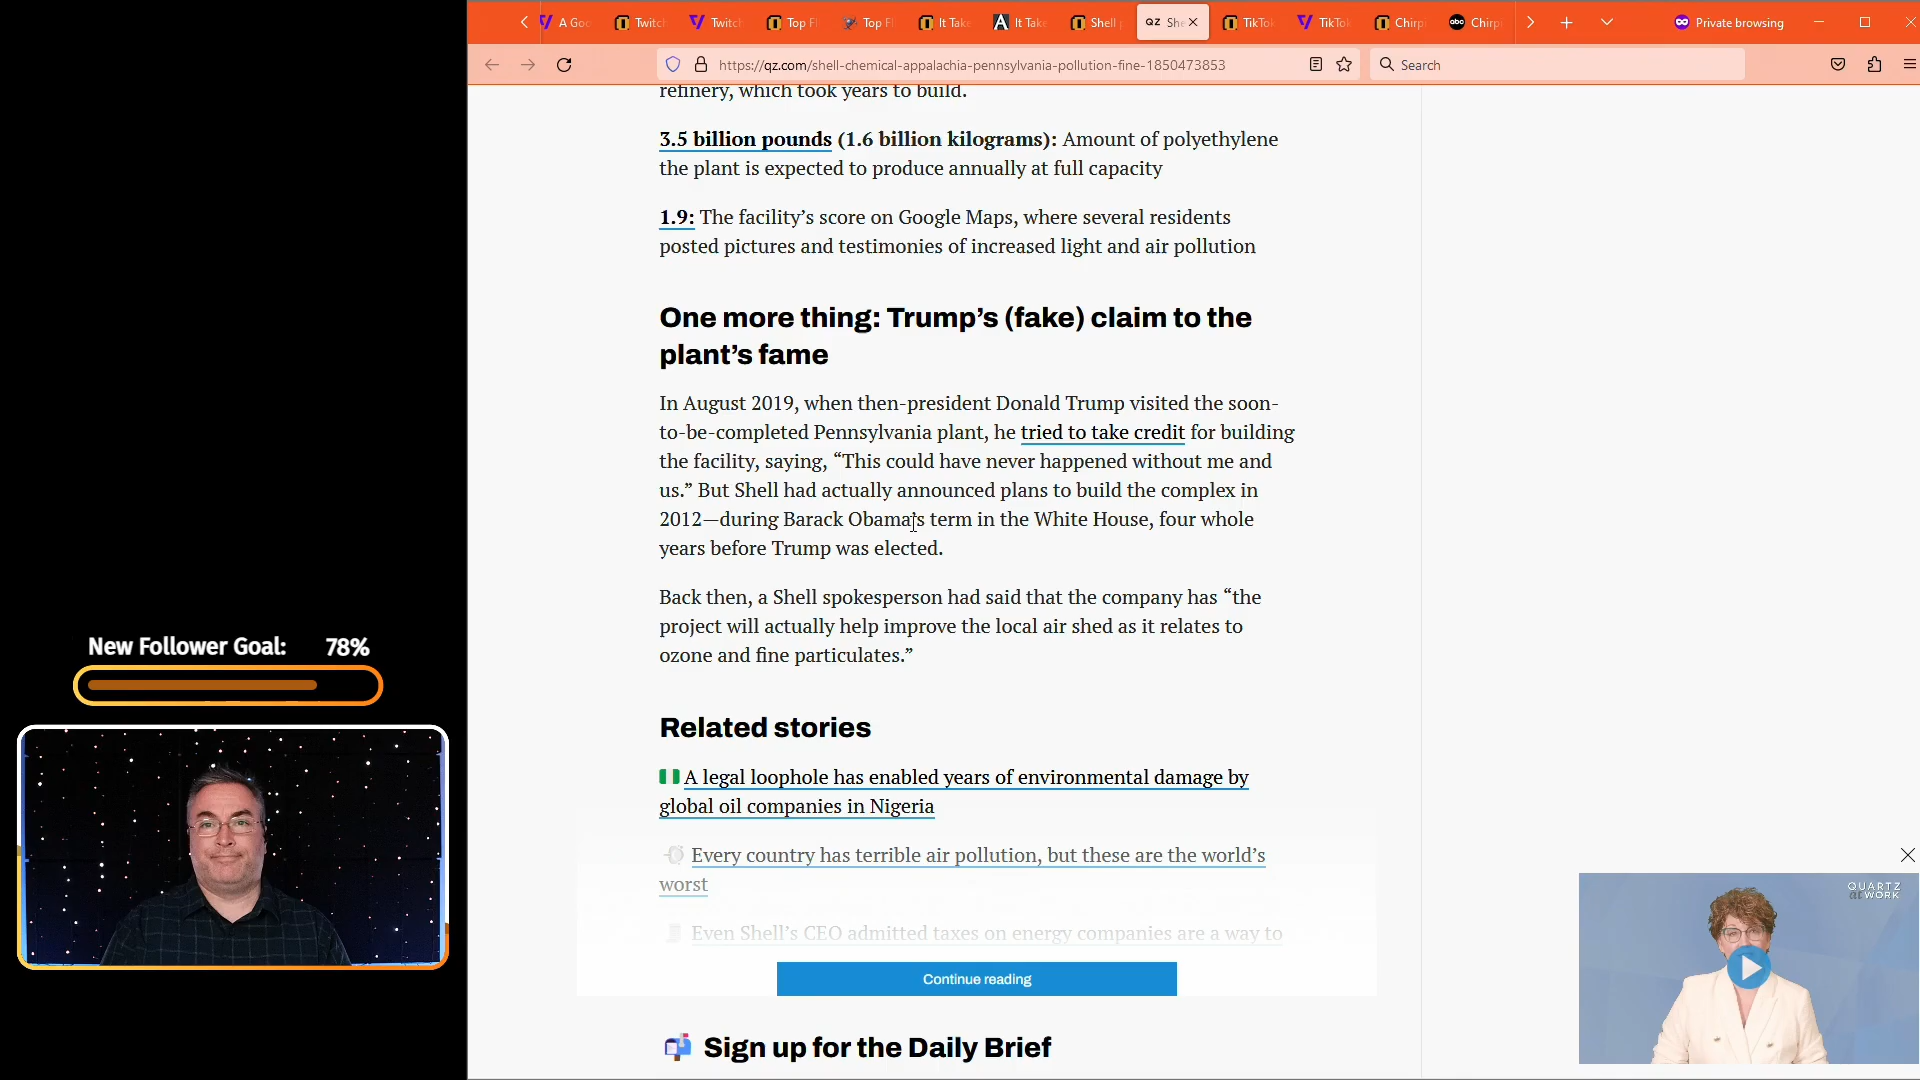 A Goo
Twitch
Twitch
Top Fl
Top Fl
It Take
It Take
Shell p
QZ She
TikTok
TikTok
Chirpi
abc Chirpi
Private browsing
https://qz.com/shell-chemical-appalachia-pennsylvania-pollution-fine-1850473853
Search
refinery, which took years to build.
3.5 billion pounds (1.6 billion kilograms): Amount of polyethylene
the plant is expected to produce annually at full capacity
1.9: The facility’s score on Google Maps, where several residents
posted pictures and testimonies of increased light and air pollution
One more thing: Trump’s (fake) claim to the
plant’s fame
In August 2019, when then-president Donald Trump visited the soon-
to-be-completed Pennsylvania plant, he tried to take credit for building
the facility, saying, “This could have never happened without me and
us.” But Shell had actually announced plans to build the complex in
2012—during Barack Obama’s term in the White House, four whole
years before Trump was elected.
Back then, a Shell spokesperson had said that the company has “the
project will actually help improve the local air shed as it relates to
ozone and fine particulates.”
Related stories
A legal loophole has enabled years of environmental damage by
global oil companies in Nigeria
Every country has terrible air pollution, but these are the world’s
worst
Even Shell’s CEO admitted taxes on energy companies are a way to
Continue reading
Sign up for the Daily Brief
New Follower Goal: 78%
QUARTZ
at WORK